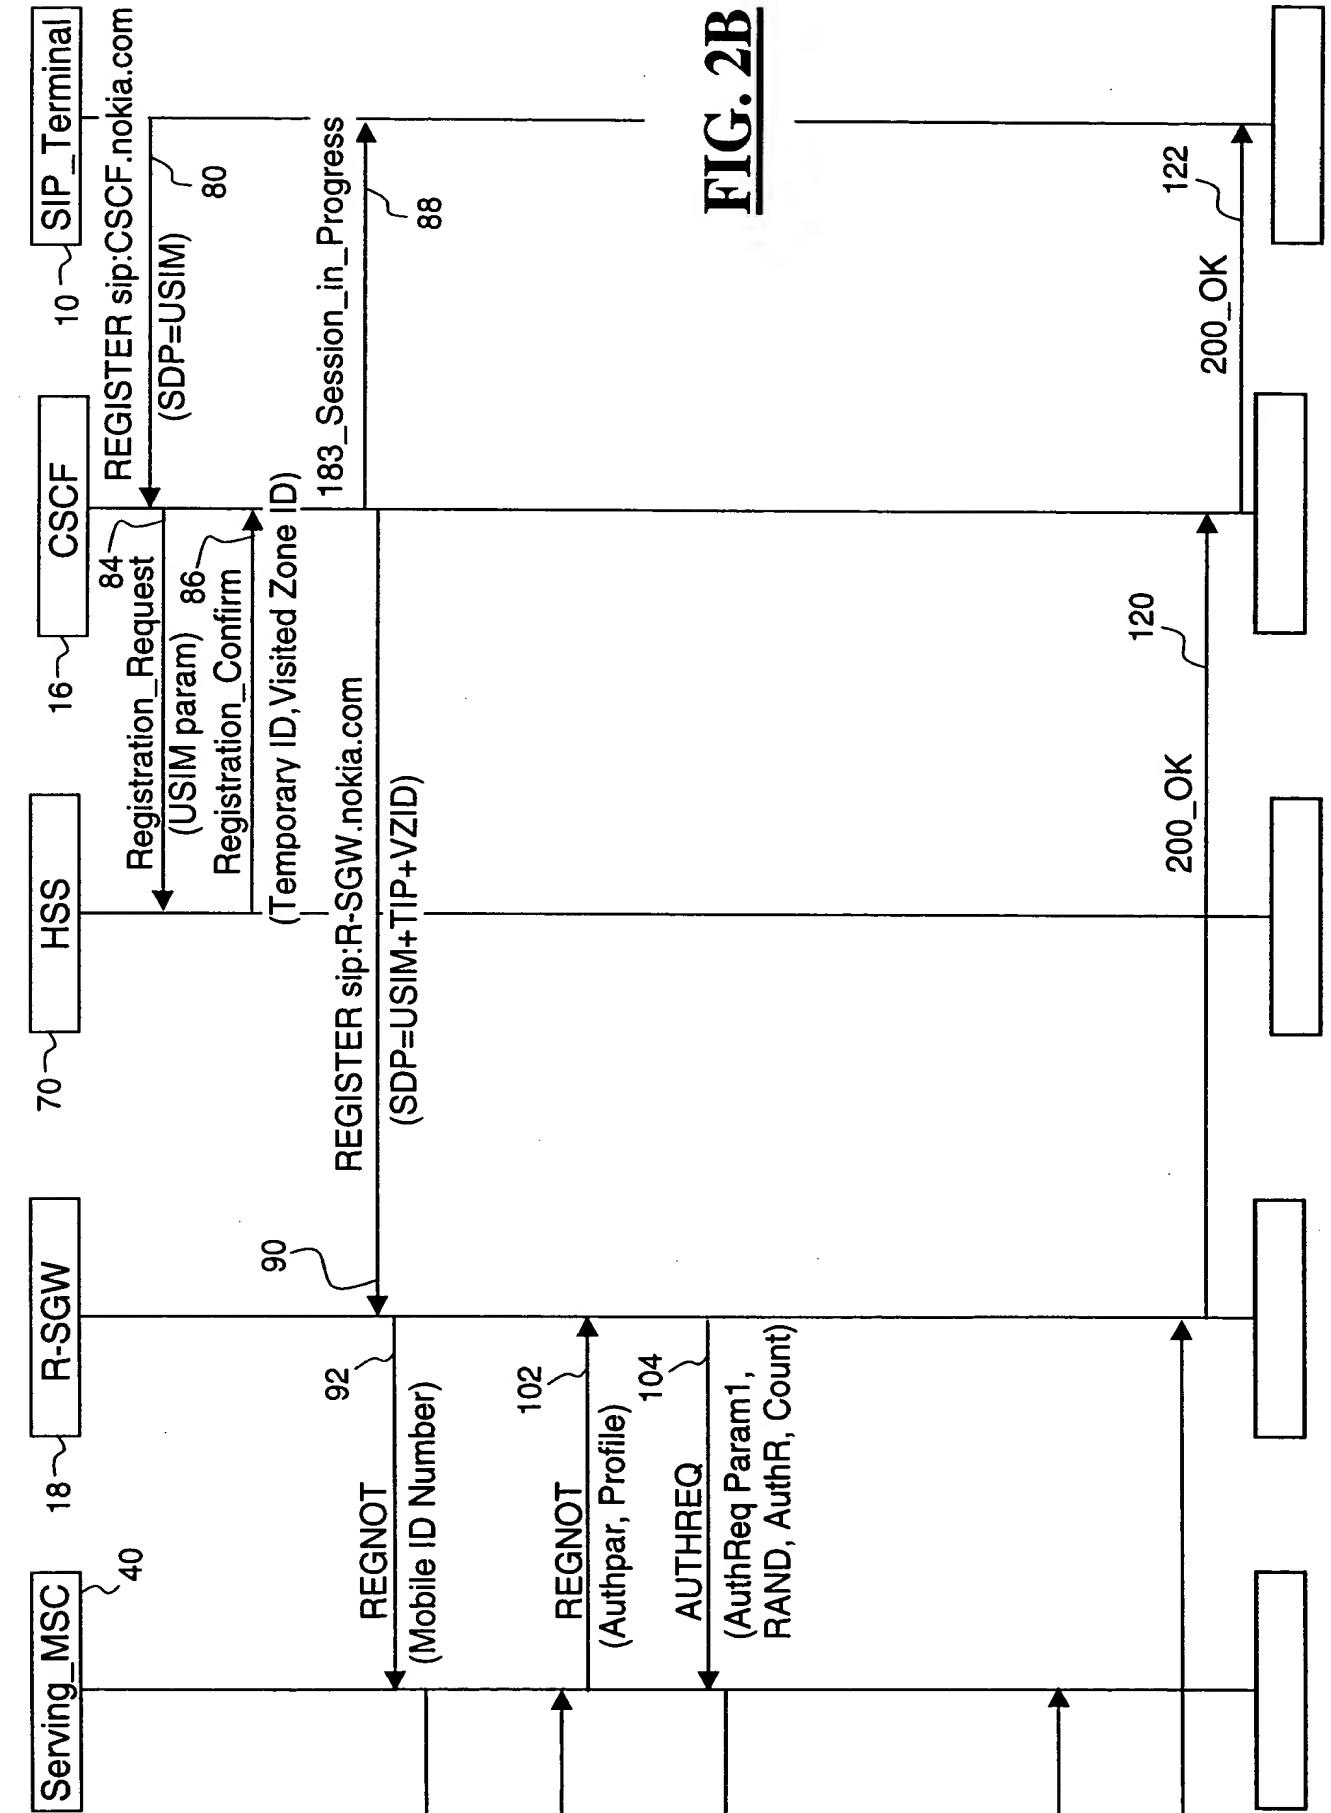 Serving_MSC
40
R-SGW
18
HSS
70
CSCF
16
SIP_Terminal
10
REGISTER sip:CSCF.nokia.com
80
(SDP=USIM)
84
Registration_Request
(USIM param)
86
Registration_Confirm
(Temporary ID,Visited Zone ID)
183_Session_in_Progress
88
REGISTER sip:R-SGW.nokia.com
90
(SDP=USIM+TIP+VZID)
92
REGNOT
(Mobile ID Number)
102
REGNOT
(Authpar, Profile)
104
AUTHREQ
(AuthReq Param1,
RAND, AuthR, Count)
120
200_OK
122
200_OK
FIG. 2B